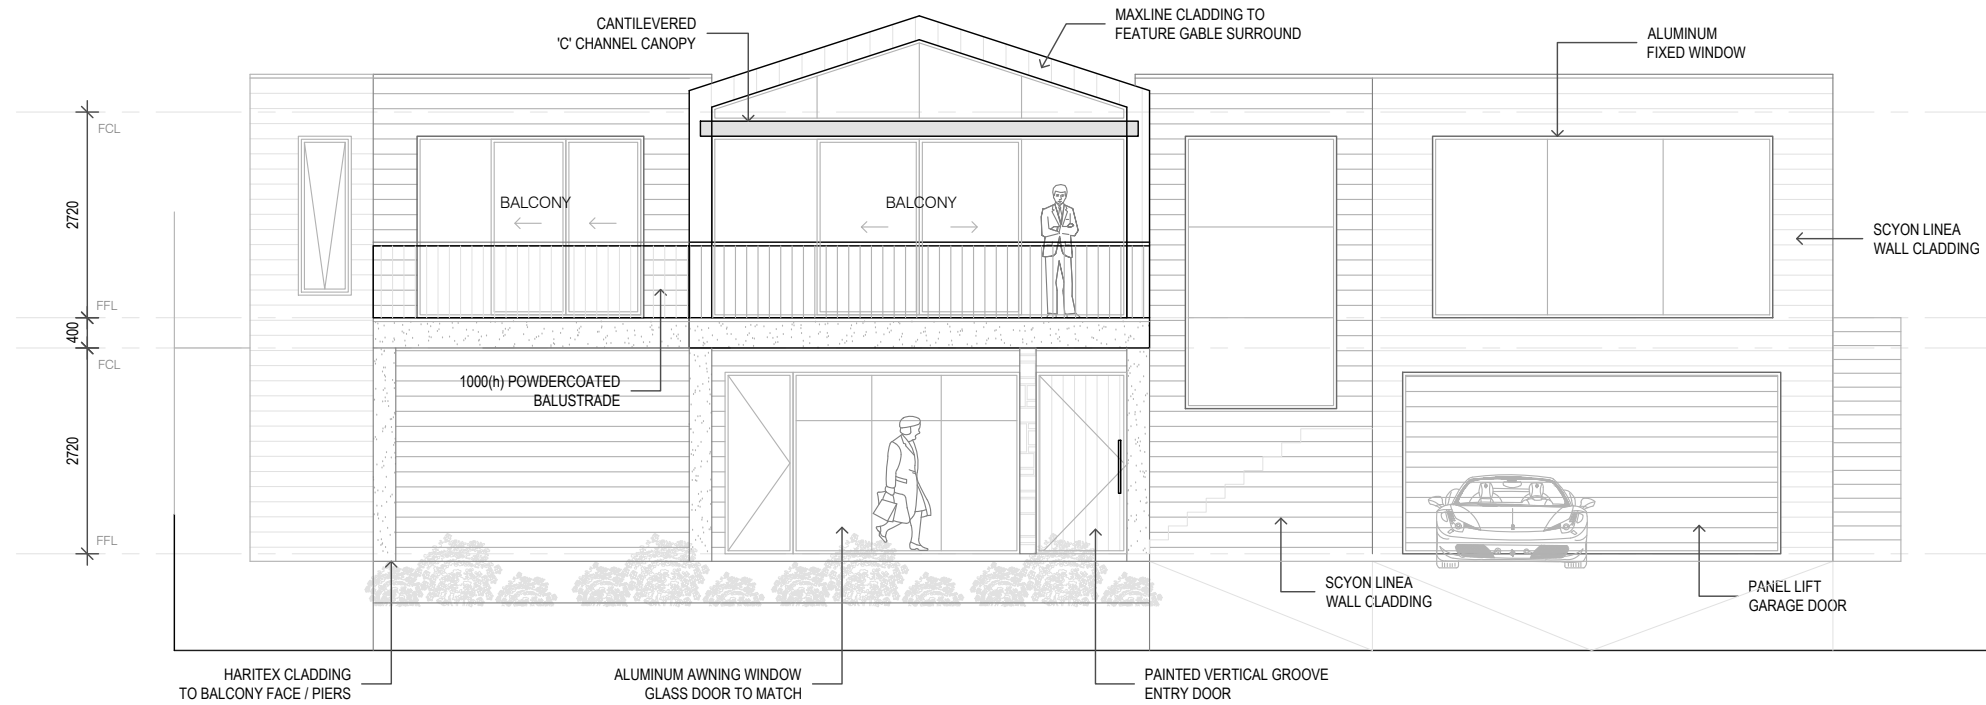 CANTILEVERED
'C' CHANNEL CANOPY
MAXLINE CLADDING TO
FEATURE GABLE SURROUND
ALUMINUM
FIXED WINDOW
FCL
2720
BALCONY
BALCONY
SCYON LINEA
WALL CLADDING
FFL
400
FCL
1000(h) POWDERCOATED
BALUSTRADE
2720
FFL
SCYON LINEA
WALL CLADDING
PANEL LIFT
GARAGE DOOR
HARITEX CLADDING
TO BALCONY FACE / PIERS
ALUMINUM AWNING WINDOW
GLASS DOOR TO MATCH
PAINTED VERTICAL GROOVE
ENTRY DOOR